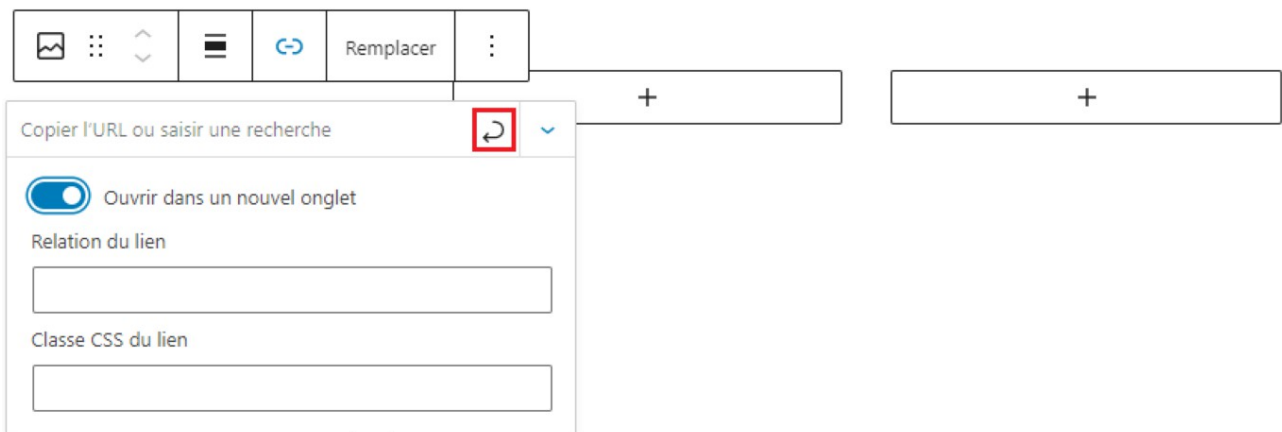 Remplacer
Copier l'URL ou saisir une recherche
Ouvrir dans un nouvel onglet
Relation du lien
Classe CSS du lien